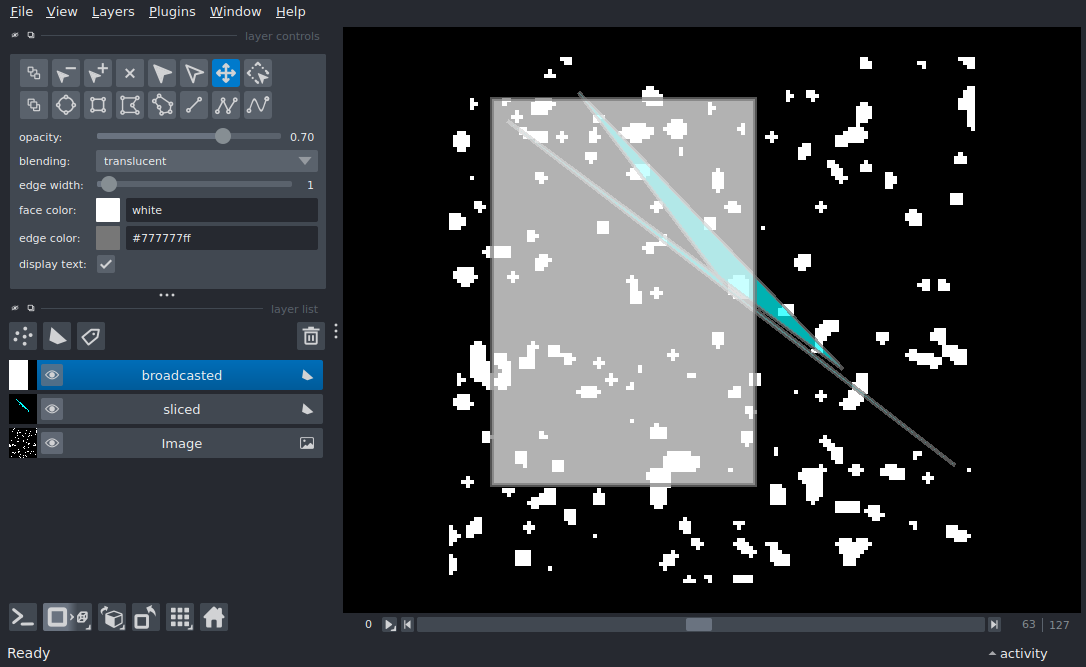 File View Layers Plugins Window Help
layer controls
opacity: 0.70
blending: translucent
edge width: 1
face color: white
edge color: #777777ff
display text:
layer list
broadcasted
sliced
Image
0 63 127
Ready activity